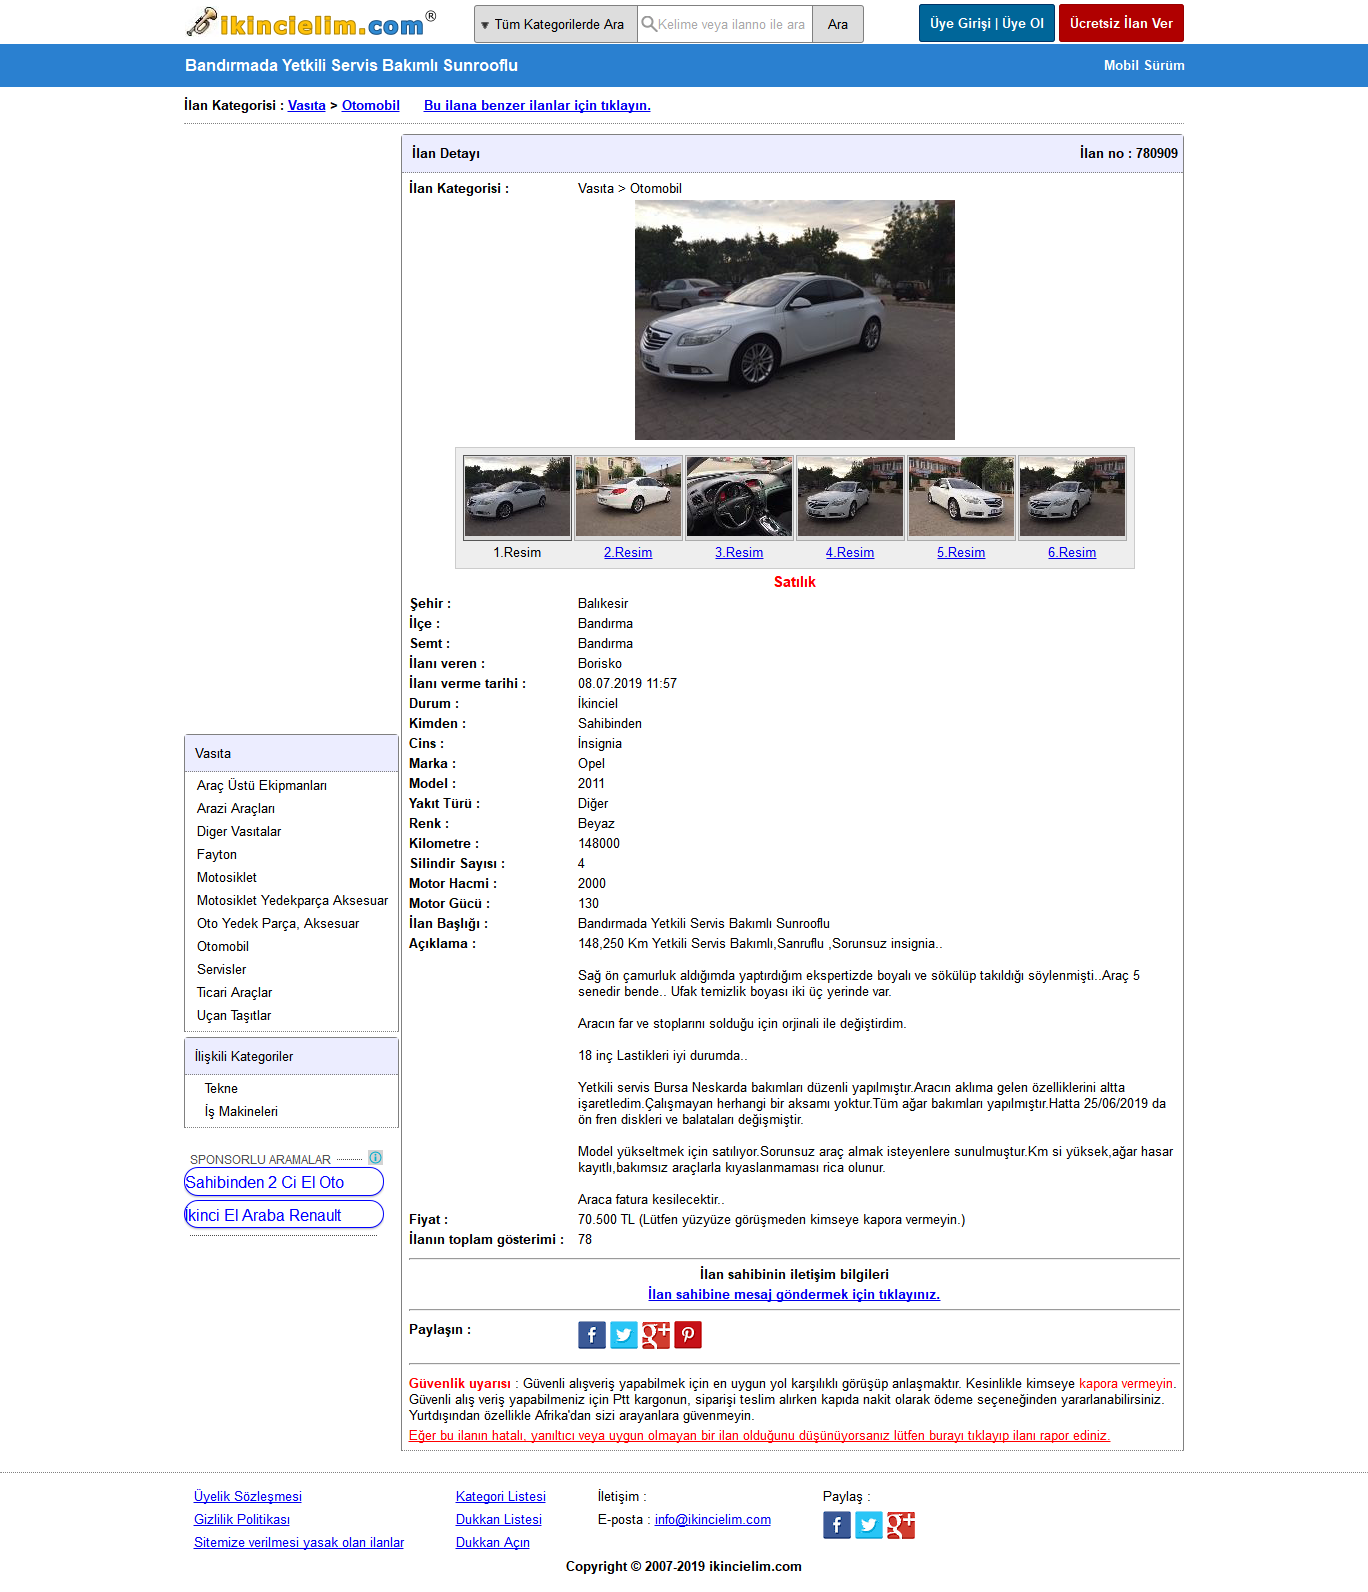 ikincielim.com®
Tüm Kategorilerde Ara
Kelime veya ilanno ile ara
Ara
Üye Girişi | Üye Ol
Ücretsiz İlan Ver
Bandırmada Yetkili Servis Bakımlı Sunrooflu
Mobil Sürüm
İlan Kategorisi : Vasıta > Otomobil
Bu ilana benzer ilanlar için tıklayın.
İlan Detayı
İlan no : 780909
İlan Kategorisi : Vasıta > Otomobil
1.Resim 2.Resim 3.Resim 4.Resim 5.Resim 6.Resim
Satılık
Şehir : Balıkesir
İlçe : Bandırma
Semt : Bandırma
İlanı veren : Borisko
İlanı verme tarihi : 08.07.2019 11:57
Durum : İkinciel
Kimden : Sahibinden
Cins : İnsignia
Marka : Opel
Model : 2011
Yakıt Türü : Diğer
Renk : Beyaz
Kilometre : 148000
Silindir Sayısı : 4
Motor Hacmi : 2000
Motor Gücü : 130
İlan Başlığı : Bandırmada Yetkili Servis Bakımlı Sunrooflu
Açıklama : 148,250 Km Yetkili Servis Bakımlı,Sanruflu ,Sorunsuz insignia..
Sağ ön çamurluk aldığımda yaptırdığım ekspertizde boyalı ve sökülüp takıldığı söylenmişti..Araç 5
senedir bende.. Ufak temizlik boyası iki üç yerinde var.
Aracın far ve stoplarını solduğu için orjinali ile değiştirdim.
18 inç Lastikleri iyi durumda..
Yetkili servis Bursa Neskarda bakımları düzenli yapılmıştır.Aracın aklıma gelen özelliklerini altta
işaretledim.Çalışmayan herhangi bir aksamı yoktur.Tüm ağar bakımları yapılmıştır.Hatta 25/06/2019 da
ön fren diskleri ve balataları değişmiştir.
Model yükseltmek için satılıyor.Sorunsuz araç almak isteyenlere sunulmuştur.Km si yüksek,ağar hasar
kayıtlı,bakımsız araçlarla kıyaslanmaması rica olunur.
Araca fatura kesilecektir..
Fiyat : 70.500 TL (Lütfen yüzyüze görüşmeden kimseye kapora vermeyin.)
İlanın toplam gösterimi : 78
İlan sahibinin iletişim bilgileri
İlan sahibine mesaj göndermek için tıklayınız.
Paylaşın :
Güvenlik uyarısı : Güvenli alışveriş yapabilmek için en uygun yol karşılıklı görüşüp anlaşmaktır. Kesinlikle kimseye kapora vermeyin.
Güvenli alış veriş yapabilmeniz için Ptt kargonun, siparişi teslim alırken kapıda nakit olarak ödeme seçeneğinden yararlanabilirsiniz.
Yurtdışından özellikle Afrika'dan sizi arayanlara güvenmeyin.
Eğer bu ilanın hatalı, yanıltıcı veya uygun olmayan bir ilan olduğunu düşünüyorsanız lütfen burayı tıklayıp ilanı rapor ediniz.
Vasıta
Araç Üstü Ekipmanları
Arazi Araçları
Diger Vasıtalar
Fayton
Motosiklet
Motosiklet Yedekparça Aksesuar
Oto Yedek Parça, Aksesuar
Otomobil
Servisler
Ticari Araçlar
Uçan Taşıtlar
İlişkili Kategoriler
Tekne
İş Makineleri
SPONSORLU ARAMALAR
Sahibinden 2 Ci El Oto
Ikinci El Araba Renault
Üyelik Sözleşmesi
Gizlilik Politikası
Sitemize verilmesi yasak olan ilanlar
Kategori Listesi
Dukkan Listesi
Dukkan Açın
İletişim :
E-posta : info@ikincielim.com
Paylaş :
Copyright © 2007-2019 ikincielim.com